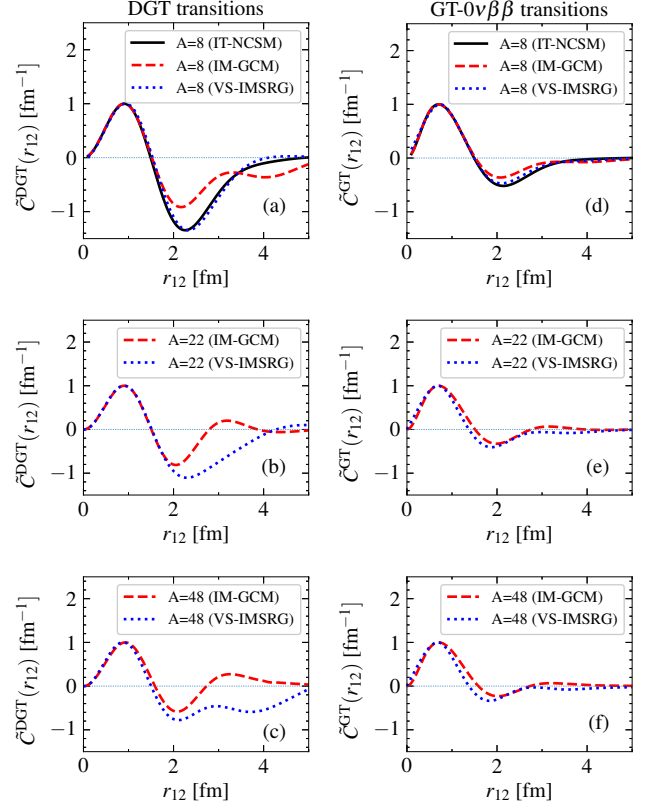 DGT transitions
GT-0νββ transitions
A=8 (IT-NCSM)
A=8 (IM-GCM)
A=8 (VS-IMSRG)
2
1
0
−1
C̃^DGT(r₁₂) [fm⁻¹]
(a)
0 2 4
r₁₂ [fm]
A=8 (IT-NCSM)
A=8 (IM-GCM)
A=8 (VS-IMSRG)
2
1
0
−1
C̃^GT(r₁₂) [fm⁻¹]
(d)
0 2 4
r₁₂ [fm]
A=22 (IM-GCM)
A=22 (VS-IMSRG)
2
1
0
−1
C̃^DGT(r₁₂) [fm⁻¹]
(b)
0 2 4
r₁₂ [fm]
A=22 (IM-GCM)
A=22 (VS-IMSRG)
2
1
0
−1
C̃^GT(r₁₂) [fm⁻¹]
(e)
0 2 4
r₁₂ [fm]
A=48 (IM-GCM)
A=48 (VS-IMSRG)
2
1
0
−1
C̃^DGT(r₁₂) [fm⁻¹]
(c)
0 2 4
r₁₂ [fm]
A=48 (IM-GCM)
A=48 (VS-IMSRG)
2
1
0
−1
C̃^GT(r₁₂) [fm⁻¹]
(f)
0 2 4
r₁₂ [fm]